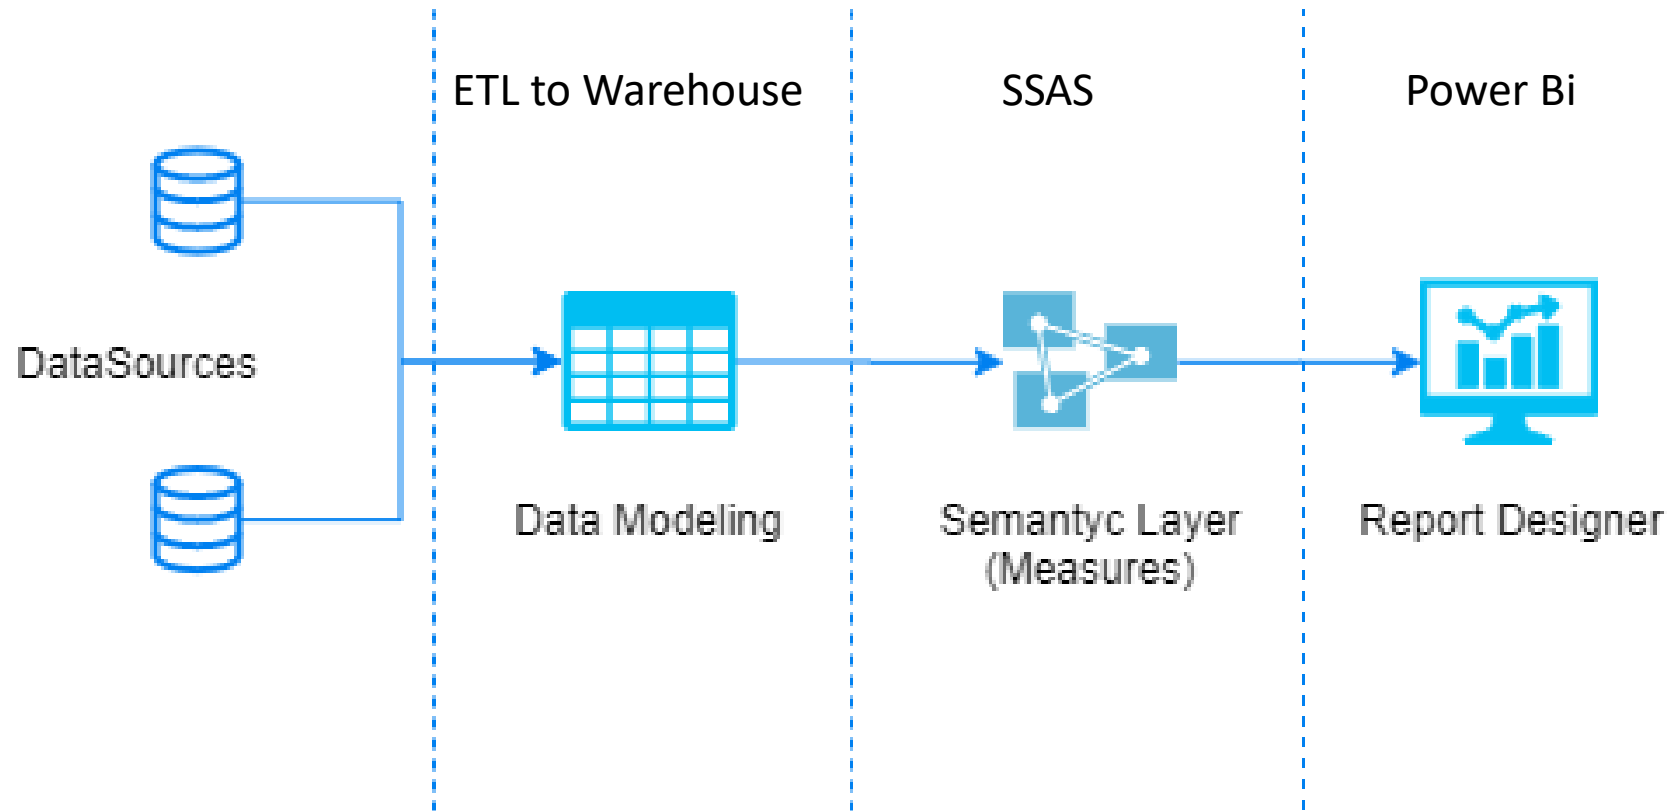 ETL to Warehouse
SSAS
Power Bi
DataSources
Data Modeling
Semantyc Layer
(Measures)
Report Designer